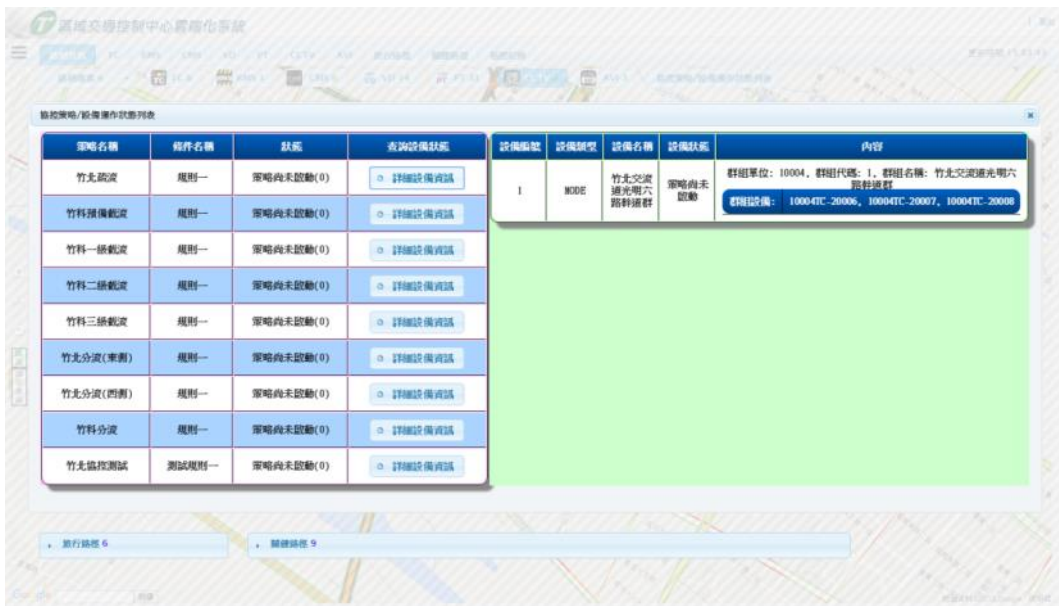 區域交通控制中心雲端化系統
協控策略/設備運作狀態列表
策略名稱 條件名稱 狀態 查詢設備狀態
竹北疏流 規則一 策略尚未啟動(0) 詳細設備資訊
竹科預備截流 規則一 策略尚未啟動(0) 詳細設備資訊
竹科一級截流 規則一 策略尚未啟動(0) 詳細設備資訊
竹科二級截流 規則一 策略尚未啟動(0) 詳細設備資訊
竹科三級截流 規則一 策略尚未啟動(0) 詳細設備資訊
竹北分流(東側) 規則一 策略尚未啟動(0) 詳細設備資訊
竹北分流(西側) 規則一 策略尚未啟動(0) 詳細設備資訊
竹科分流 規則一 策略尚未啟動(0) 詳細設備資訊
竹北協控測試 測試規則一 策略尚未啟動(0) 詳細設備資訊
設備編號 設備類型 設備名稱 設備狀態 內容
1 MODE
竹北交流
道光明六
路幹道群
策略尚未
啟動
群組單位: 10004, 群組代碼: 1, 群組名稱: 竹北交流道光明六
路幹道群
群組設備: 10004TC-20006, 10004TC-20007, 10004TC-20008
旅行路徑 6
關鍵路徑 9